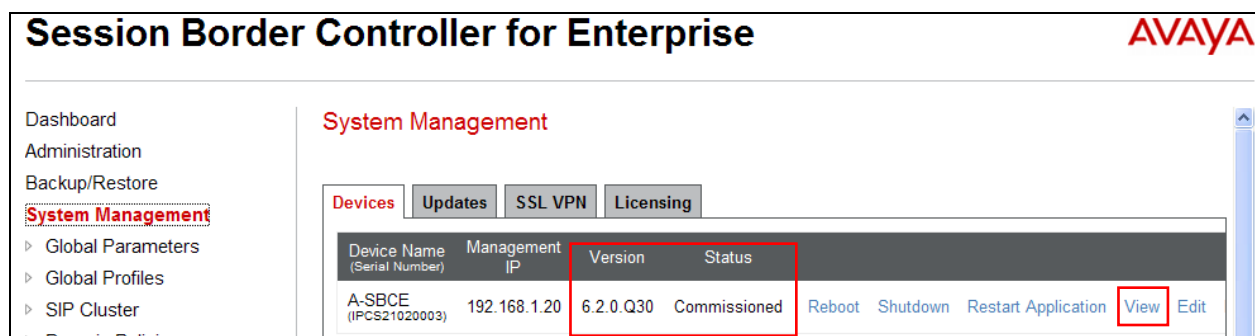 Session Border Controller for Enterprise
AVAYA
Dashboard
Administration
Backup/Restore
System Management
Global Parameters
Global Profiles
SIP Cluster
System Management
Devices Updates SSL VPN Licensing
Device Name (Serial Number) Management IP Version Status
A-SBCE (IPCS21020003) 192.168.1.20 6.2.0.Q30 Commissioned Reboot Shutdown Restart Application View Edit